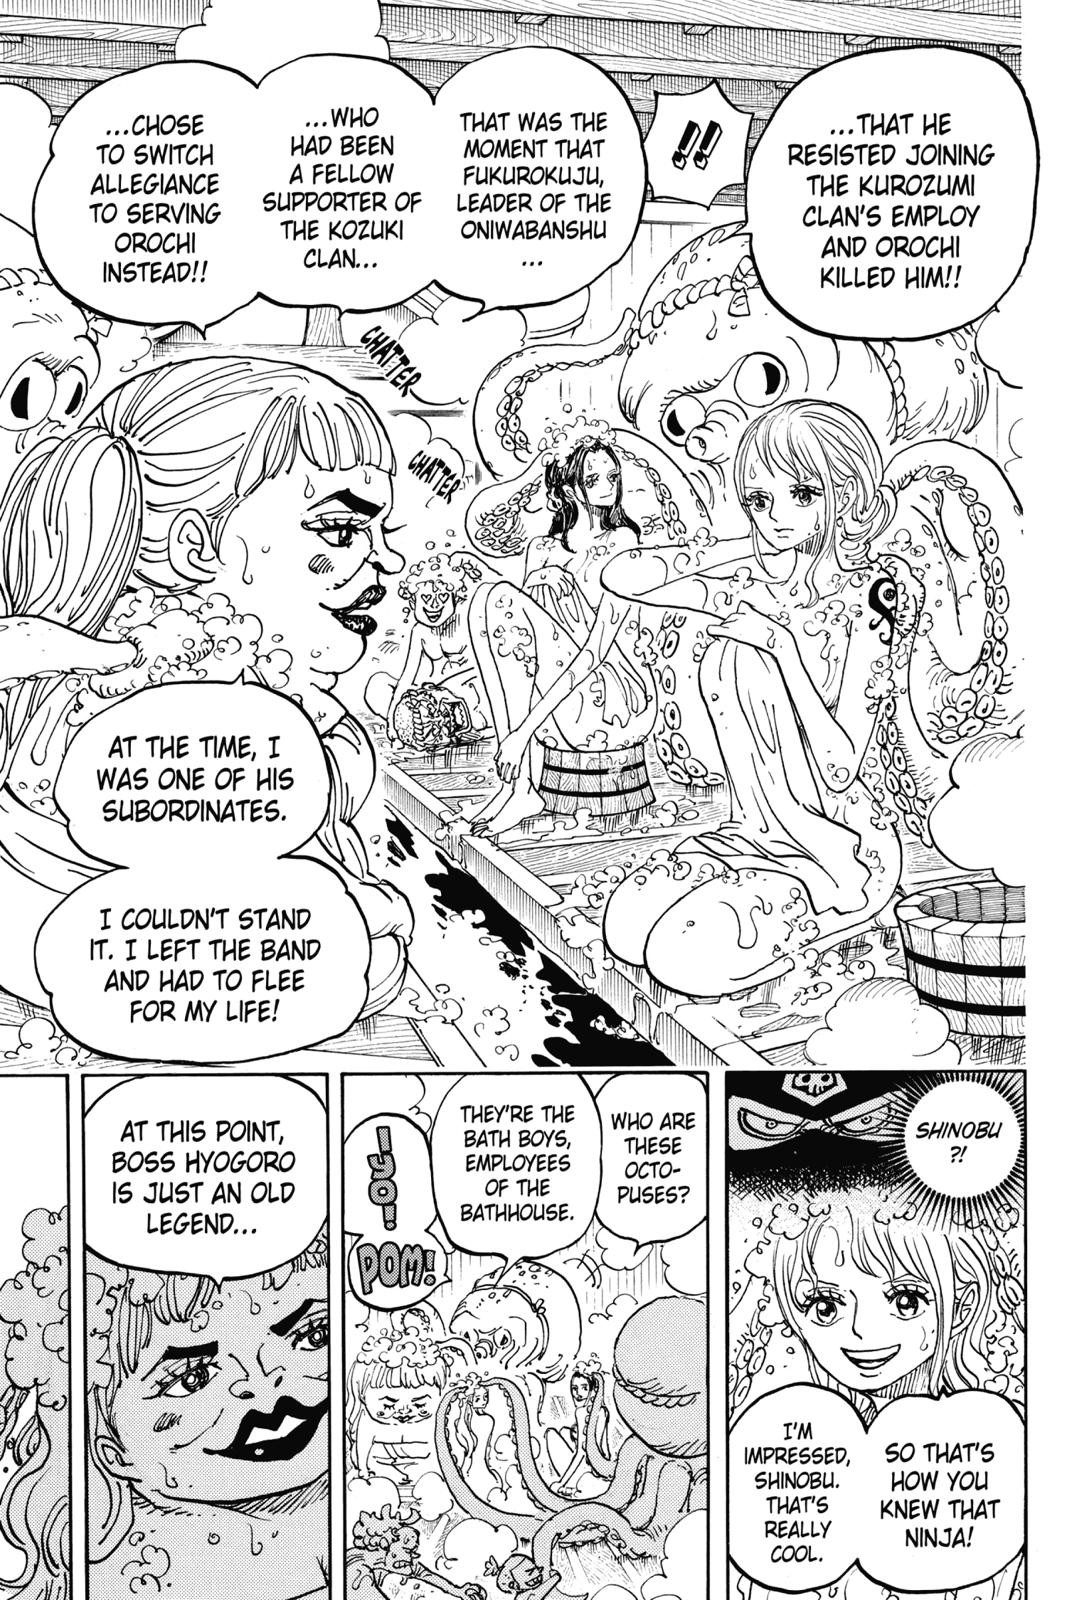 ...THAT HE
RESISTED JOINING
THE KUROZUMI
CLAN'S EMPLOY
AND OROCHI
KILLED HIM!!
!!
THAT WAS THE
MOMENT THAT
FUKUROKUJU,
LEADER OF THE
ONIWABANSHU
...
...WHO
HAD BEEN
A FELLOW
SUPPORTER OF
THE KOZUKI
CLAN...
...CHOSE
TO SWITCH
ALLEGIANCE
TO SERVING
OROCHI
INSTEAD!!
CHATTER
CHATTER
AT THE TIME, I
WAS ONE OF HIS
SUBORDINATES.
I COULDN'T STAND
IT. I LEFT THE BAND
AND HAD TO FLEE
FOR MY LIFE!
SHINOBU
?!
SO THAT'S
HOW YOU
KNEW THAT
NINJA!
I'M
IMPRESSED,
SHINOBU.
THAT'S
REALLY
COOL.
WHO ARE
THESE
OCTO-
PUSES?
THEY'RE THE
BATH BOYS,
EMPLOYEES
OF THE
BATHHOUSE.
IYO!
POM!
AT THIS POINT,
BOSS HYOGORO
IS JUST AN OLD
LEGEND...